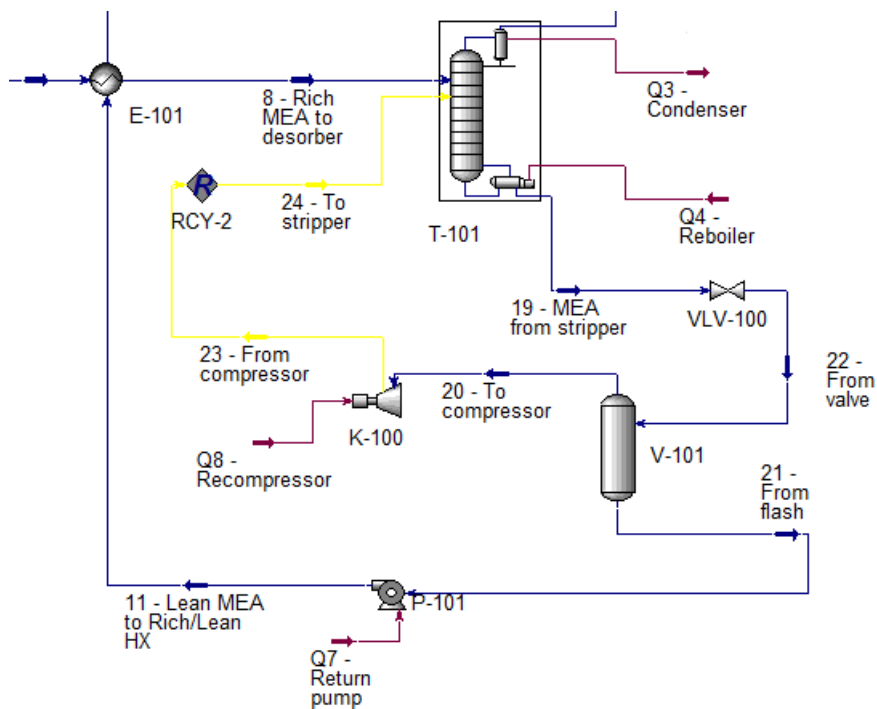 E-101
8 - Rich
MEA to
desorber
Q3 -
Condenser
R
RCY-2
24 - To
stripper
T-101
Q4 -
Reboiler
19 - MEA
from stripper
VLV-100
23 - From
compressor
20 - To
compressor
22 -
From
valve
K-100
V-101
Q8 -
Recompressor
21 -
From
flash
11 - Lean MEA
to Rich/Lean
HX
P-101
Q7 -
Return
pump